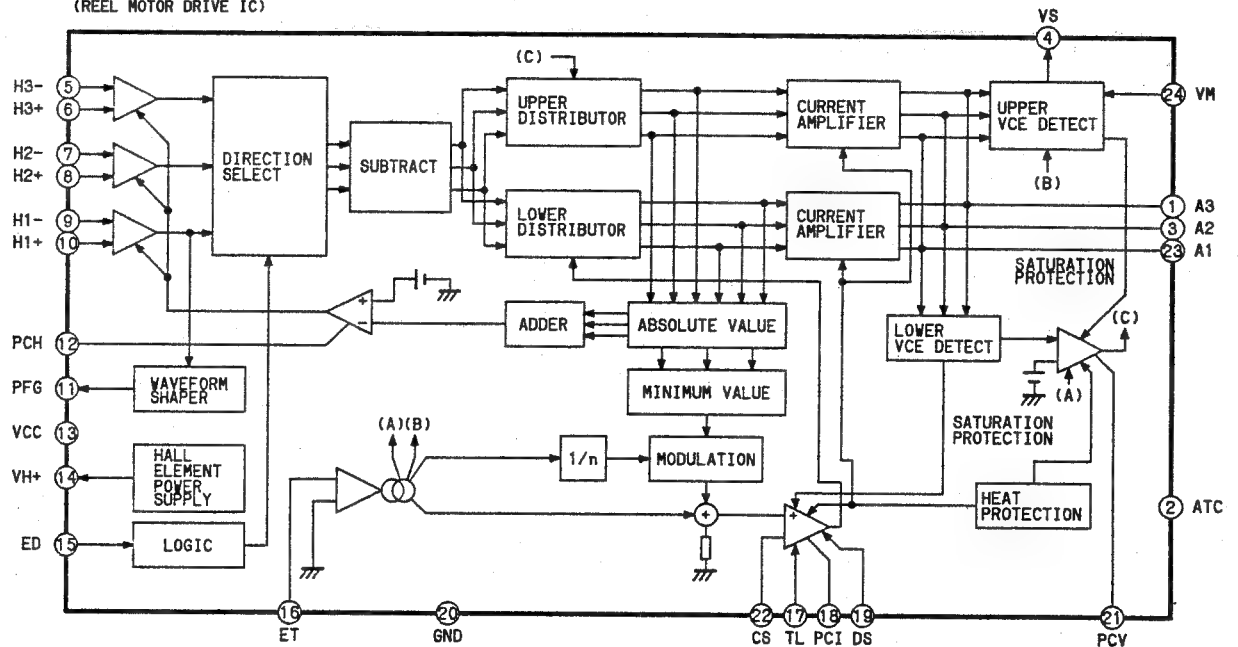 (REEL MOTOR DRIVE IC)
VS
4
H3- 5
H3+ 6
H2- 7
H2+ 8
H1- 9
H1+ 10
DIRECTION
SELECT
SUBTRACT
(C)
UPPER
DISTRIBUTOR
LOWER
DISTRIBUTOR
CURRENT
AMPLIFIER
CURRENT
AMPLIFIER
UPPER
VCE DETECT
(B)
24 VM
1 A3
3 A2
23 A1
SATURATION
PROTECTION
+
-
ADDER
ABSOLUTE VALUE
MINIMUM VALUE
LOWER
VCE DETECT
(C)
(A)
PCH 12
PFG 11
WAVEFORM
SHAPER
VCC 13
VH+ 14
HALL
ELEMENT
POWER
SUPPLY
ED 15
LOGIC
(A)(B)
1/n
MODULATION
+
+
SATURATION
PROTECTION
HEAT
PROTECTION
2 ATC
16
ET
20
GND
22 17 18 19
CS TL PCI DS
21
PCV